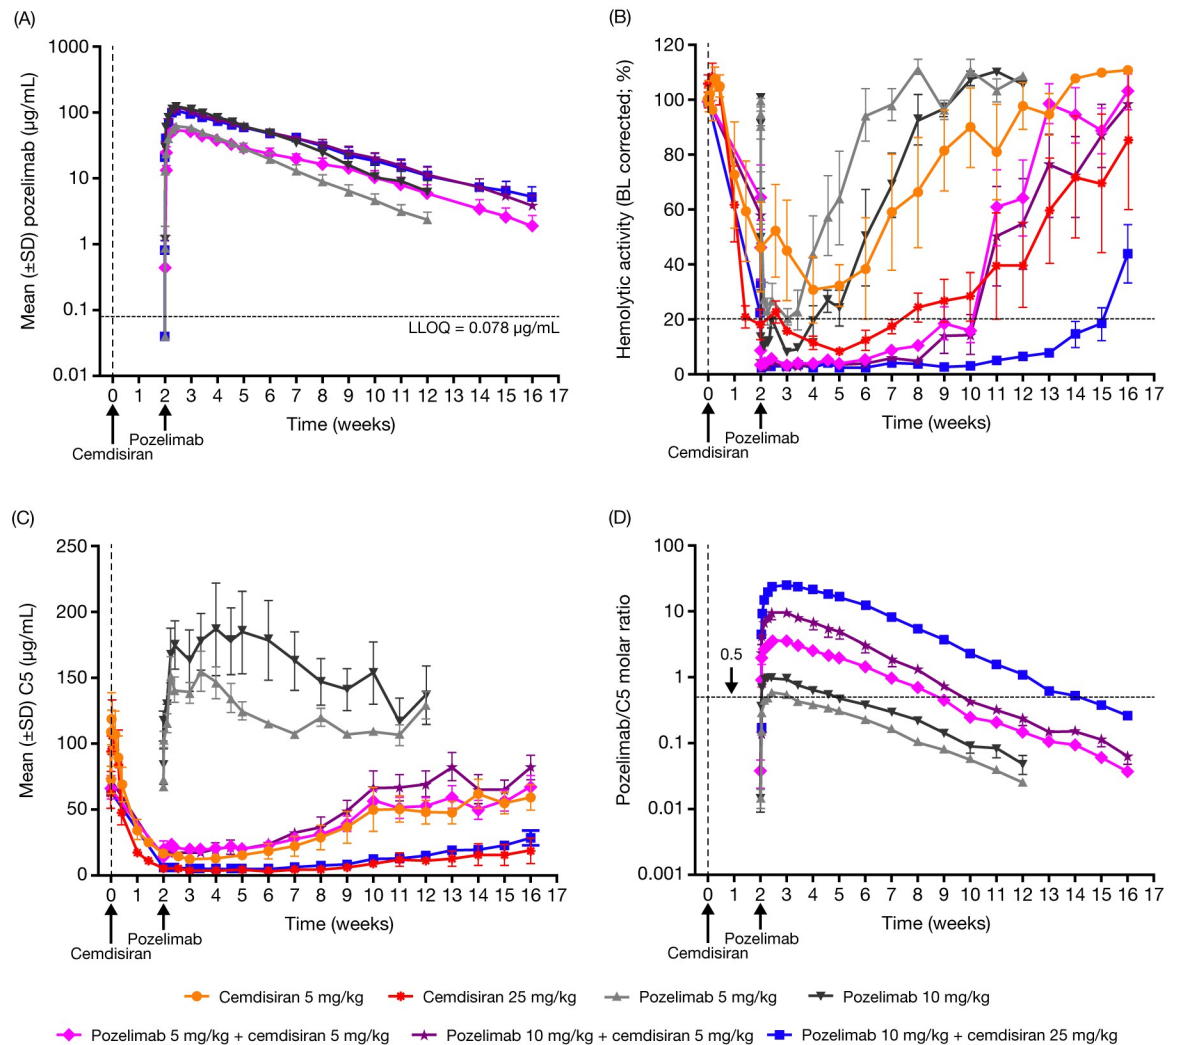 (A)
Mean (±SD) pozelimab (µg/mL)
1000
100
10
1
0.1
0.01
LLOQ = 0.078 µg/mL
0 1 2 3 4 5 6 7 8 9 10 11 12 13 14 15 16 17
Time (weeks)
Pozelimab
Cemdisiran
(B)
Hemolytic activity (BL corrected; %)
120
100
80
60
40
20
0
0 1 2 3 4 5 6 7 8 9 10 11 12 13 14 15 16 17
Time (weeks)
Pozelimab
Cemdisiran
(C)
Mean (±SD) C5 (µg/mL)
250
200
150
100
50
0
0 1 2 3 4 5 6 7 8 9 10 11 12 13 14 15 16 17
Time (weeks)
Pozelimab
Cemdisiran
(D)
Pozelimab/C5 molar ratio
100
10
1
0.1
0.01
0.001
0.5
0 1 2 3 4 5 6 7 8 9 10 11 12 13 14 15 16 17
Time (weeks)
Pozelimab
Cemdisiran
Cemdisiran 5 mg/kg Cemdisiran 25 mg/kg Pozelimab 5 mg/kg Pozelimab 10 mg/kg
Pozelimab 5 mg/kg + cemdisiran 5 mg/kg Pozelimab 10 mg/kg + cemdisiran 5 mg/kg Pozelimab 10 mg/kg + cemdisiran 25 mg/kg